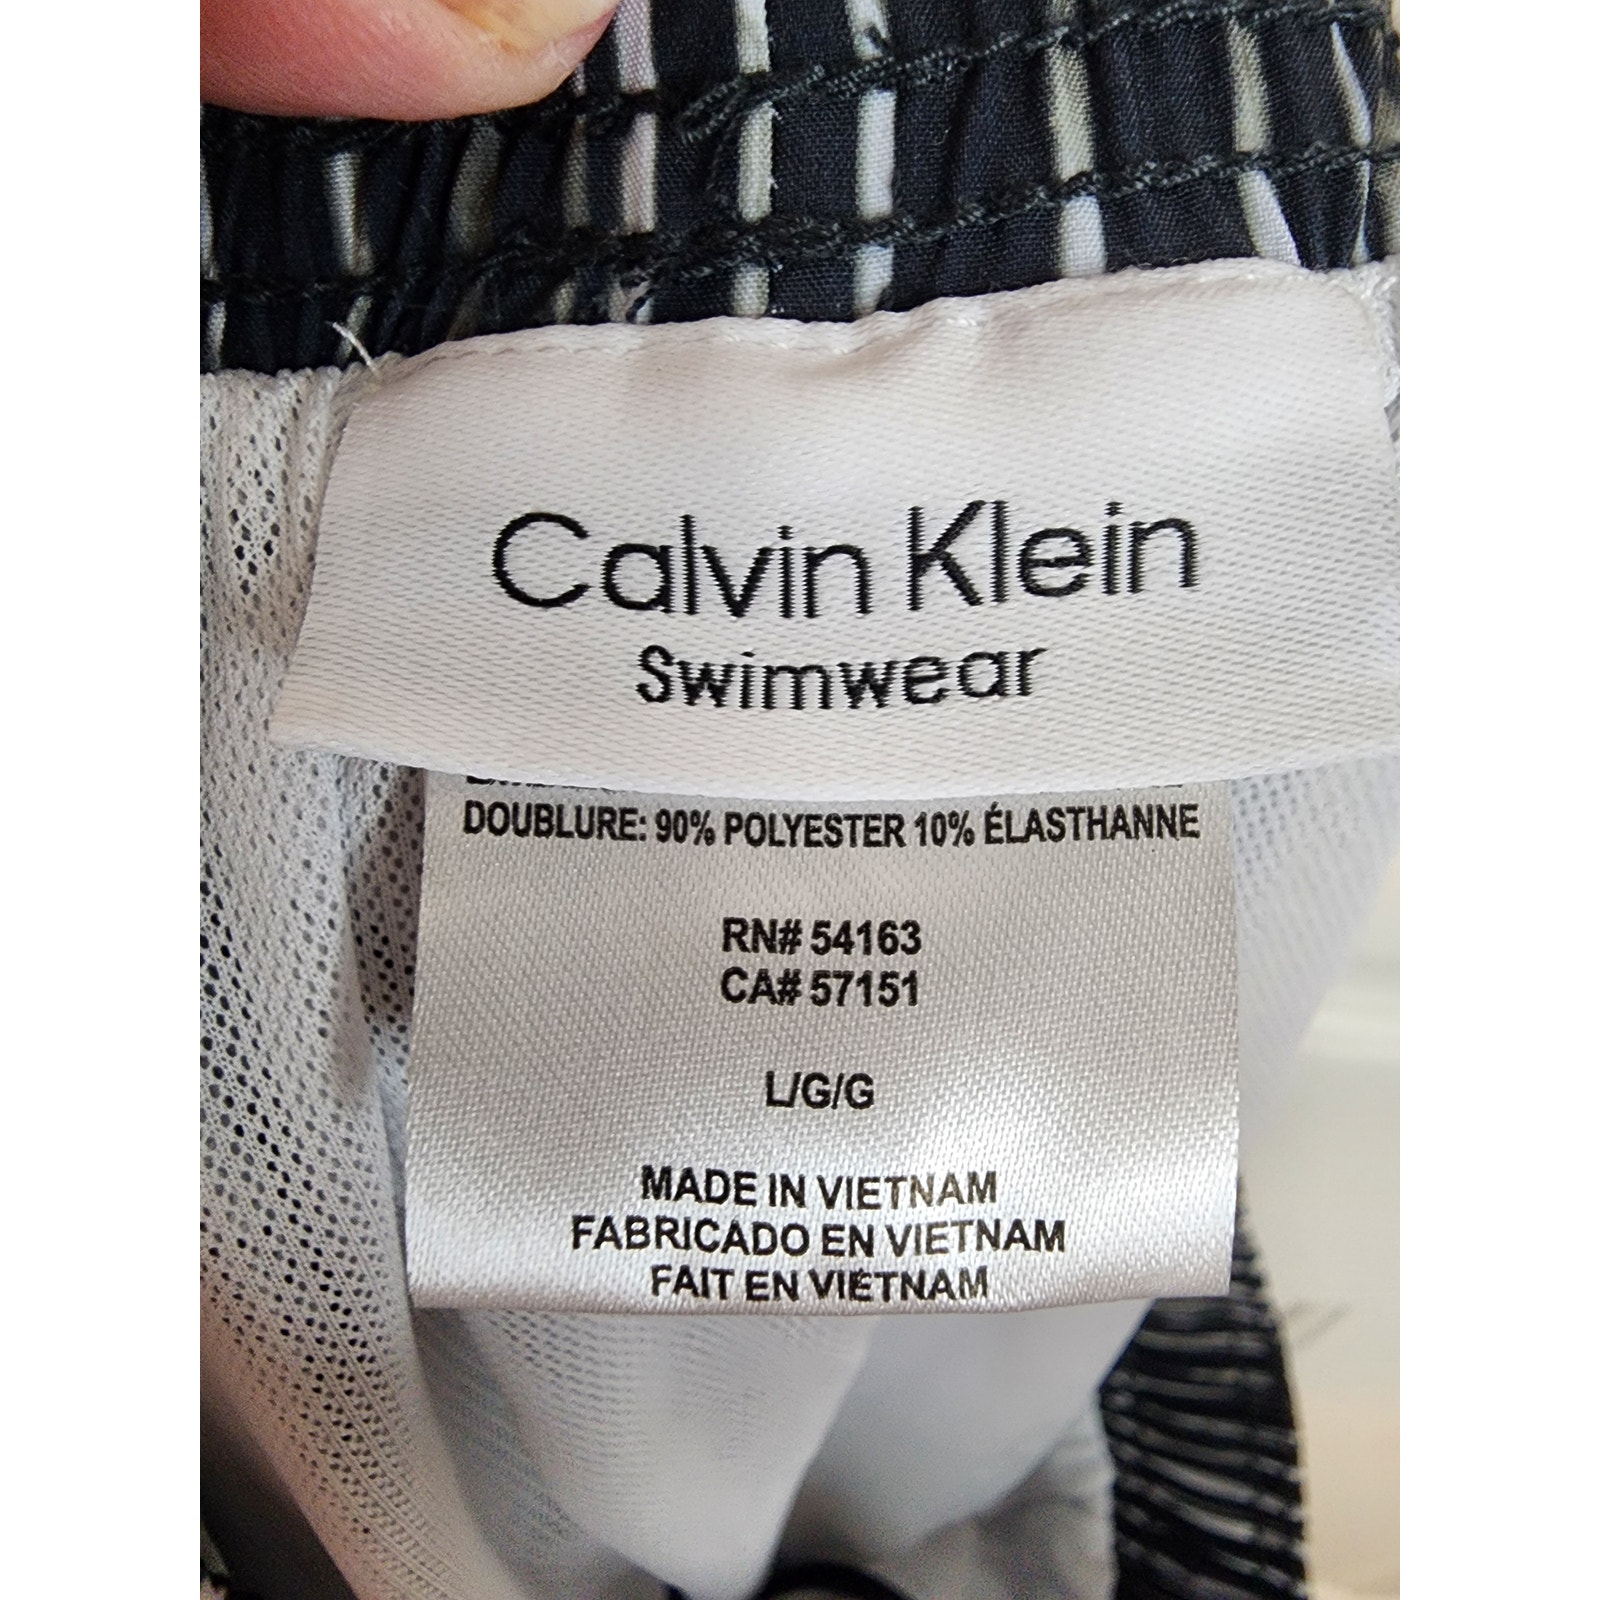 Calvin Klein
Swimwear
DOUBLURE: 90% POLYESTER 10% ÉLASTHANNE
RN# 54163
CA# 57151
L/G/G
MADE IN VIETNAM
FABRICADO EN VIETNAM
FAIT EN VIÊTNAM